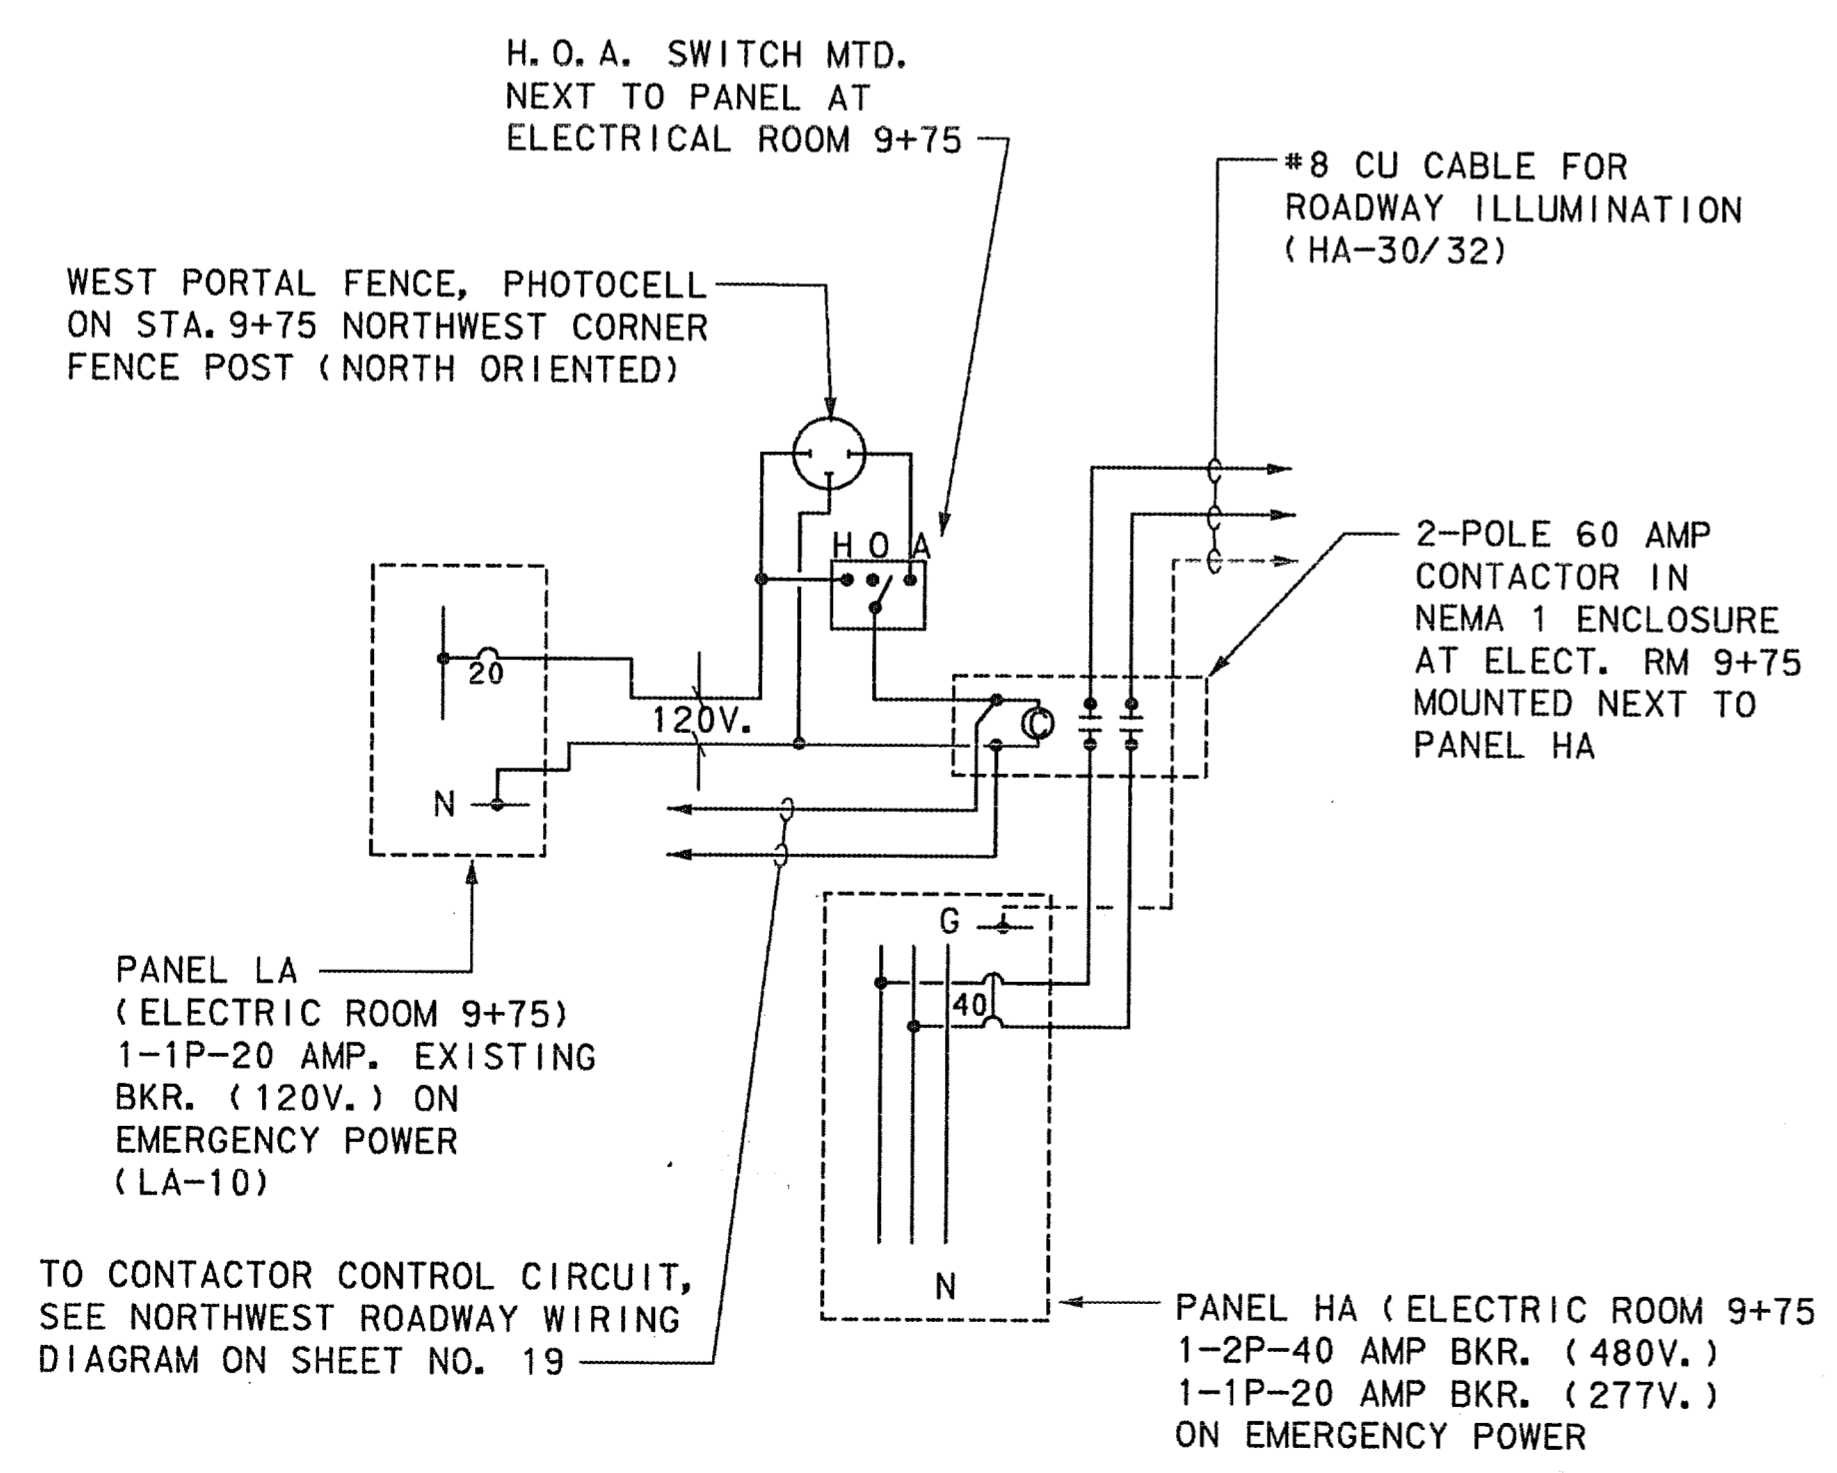 H.O.A. SWITCH MTD.
NEXT TO PANEL AT
ELECTRICAL ROOM 9+75
#8 CU CABLE FOR
ROADWAY ILLUMINATION
(HA-30/32)
WEST PORTAL FENCE, PHOTOCELL
ON STA. 9+75 NORTHWEST CORNER
FENCE POST (NORTH ORIENTED)
H O A
2-POLE 60 AMP
CONTACTOR IN
NEMA 1 ENCLOSURE
AT ELECT. RM 9+75
MOUNTED NEXT TO
PANEL HA
20
120V.
C
N
G
40
N
PANEL LA
(ELECTRIC ROOM 9+75)
1-1P-20 AMP. EXISTING
BKR. (120V.) ON
EMERGENCY POWER
(LA-10)
TO CONTACTOR CONTROL CIRCUIT,
SEE NORTHWEST ROADWAY WIRING
DIAGRAM ON SHEET NO. 19
PANEL HA (ELECTRIC ROOM 9+75
1-2P-40 AMP BKR. (480V.)
1-1P-20 AMP BKR. (277V.)
ON EMERGENCY POWER